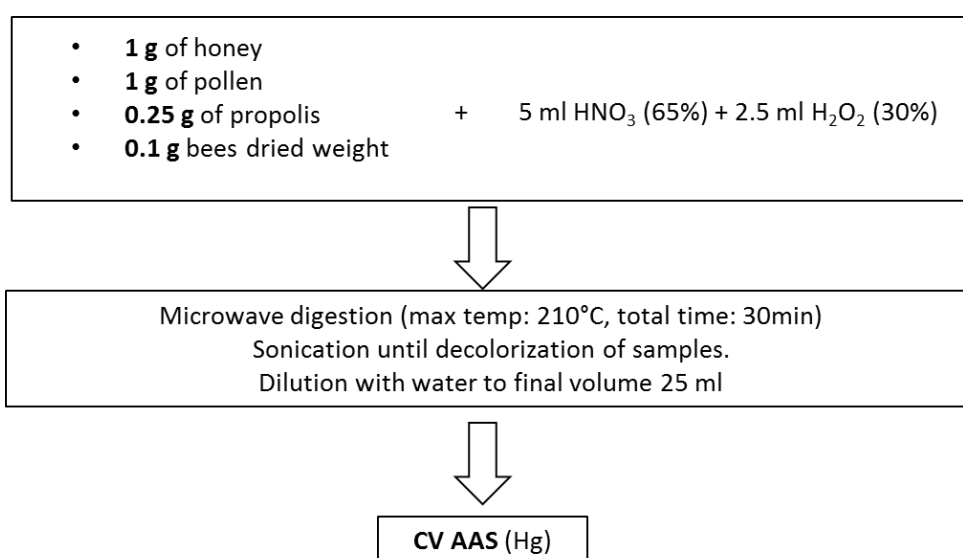 • 1 g of honey
• 1 g of pollen
• 0.25 g of propolis + 5 ml HNO₃ (65%) + 2.5 ml H₂O₂ (30%)
• 0.1 g bees dried weight
Microwave digestion (max temp: 210°C, total time: 30min)
Sonication until decolorization of samples.
Dilution with water to final volume 25 ml
CV AAS (Hg)